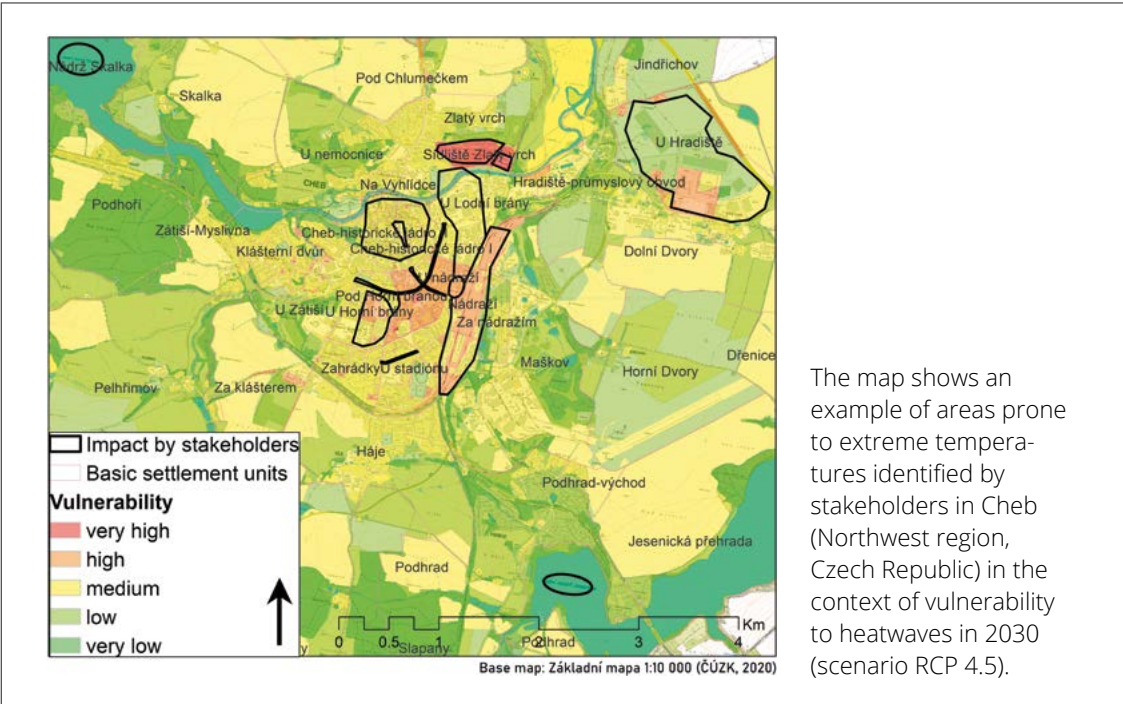 Nádrž Skalka
Skalka
Pod Chlumečkem
Jindřichov
Zlatý vrch
U Hradiště
U nemocnice
Sídliště Zlatý vrch
CHEB
Na Vyhlídce
Hradiště-průmyslový obvod
Podhoří
U Lodní brány
Zátiší-Myslivna
Cheb-historické jádro
Klášterní dvůr
Cheb-historické jádro I
Dolní Dvory
U nádraží
Pod Horní branou
U Zátiší
U Horní brány
Nádraží
Za nádražím
Dřenice
Maškov
Zahrádky
U stadionu
Horní Dvory
Pelhřimov
Za klášterem
Háje
Podhrad-východ
Jesenická přehrada
Podhrad
Podhrad
Slapany
Impact by stakeholders
Basic settlement units
Vulnerability
very high
high
medium
low
very low
Km
0 0.5 1 2 3 4
Base map: Základní mapa 1:10 000 (ČÚZK, 2020)
The map shows an
example of areas prone
to extreme tempera-
tures identified by
stakeholders in Cheb
(Northwest region,
Czech Republic) in the
context of vulnerability
to heatwaves in 2030
(scenario RCP 4.5).